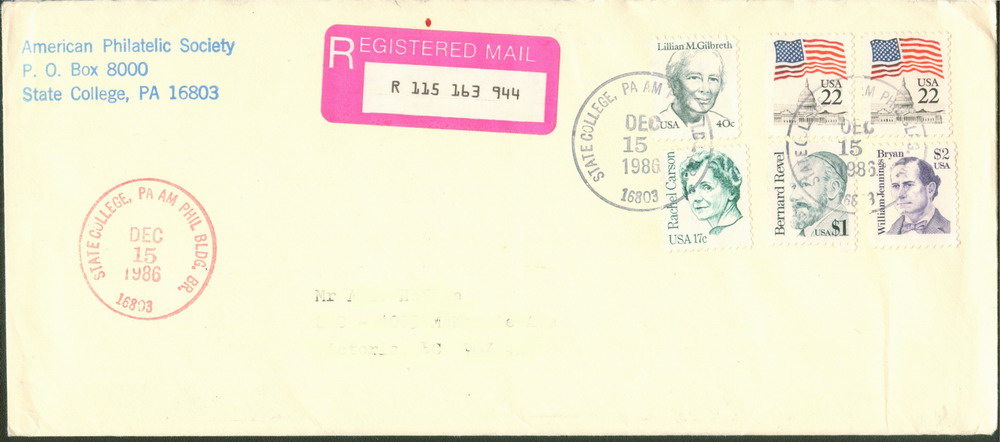 American Philatelic Society
P. O. Box 8000
State College, PA 16803
REGISTERED MAIL
R 115 163 944
Lillian M. Gilbreth
USA 40c
USA
22
USA
22
Rachel Carson
USA 17c
Bernard Revel
USA $1
William Jennings Bryan
$2
USA
STATE COLLEGE, PA AM
DEC
15
1986
16803
DEC
15
1986
STATE COLLEGE, PA AM PHIL BLDG. BR,
DEC
15
1986
16803
Mr